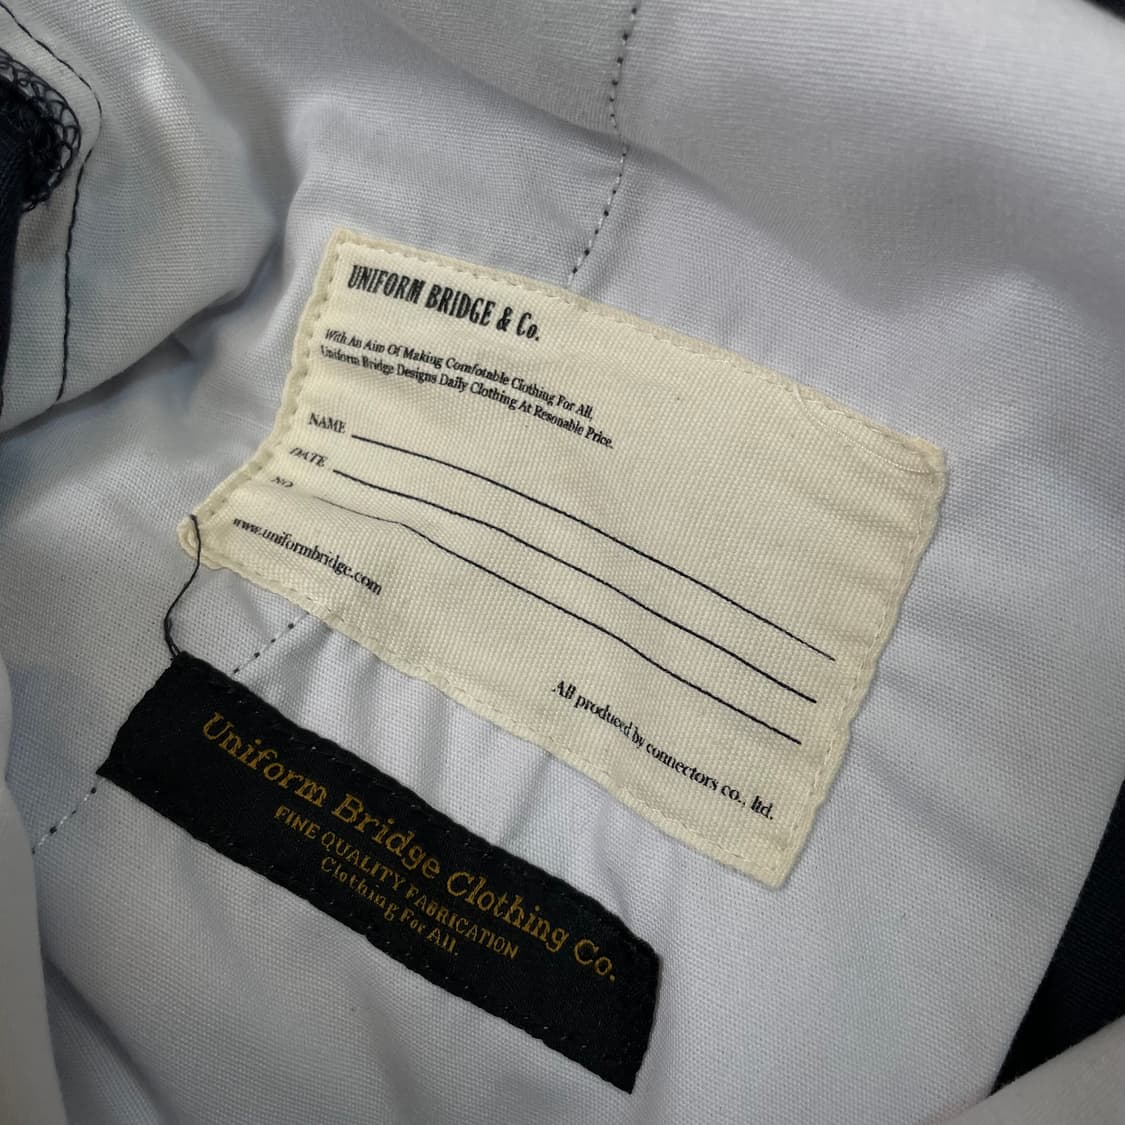 UNIFORM BRIDGE & Co.
With An Aim Of Making Comfotable Clothing For All,
Uniform Bridge Designs Daily Clothing At Resonable Price.
NAME
DATE
NO
www.uniformbridge.com
All produced by connectors co., ltd.
Uniform Bridge Clothing Co.
FINE QUALITY FABRICATION
Clothing For All.